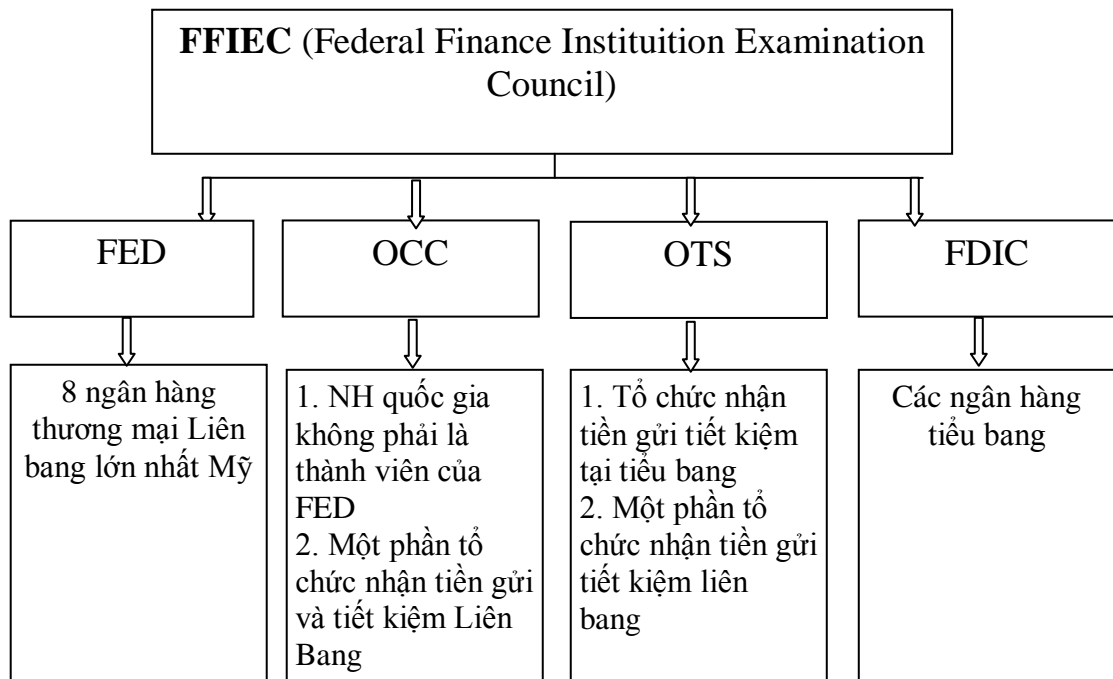 FFIEC (Federal Finance Instituition Examination
Council)
FED
OCC
OTS
FDIC
8 ngân hàng
thương mại Liên
bang lớn nhất Mỹ
1. NH quốc gia
không phải là
thành viên của
FED
2. Một phần tổ
chức nhận tiền gửi
và tiết kiệm Liên
Bang
1. Tổ chức nhận
tiền gửi tiết kiệm
tại tiểu bang
2. Một phần tổ
chức nhận tiền gửi
tiết kiệm liên
bang
Các ngân hàng
tiểu bang